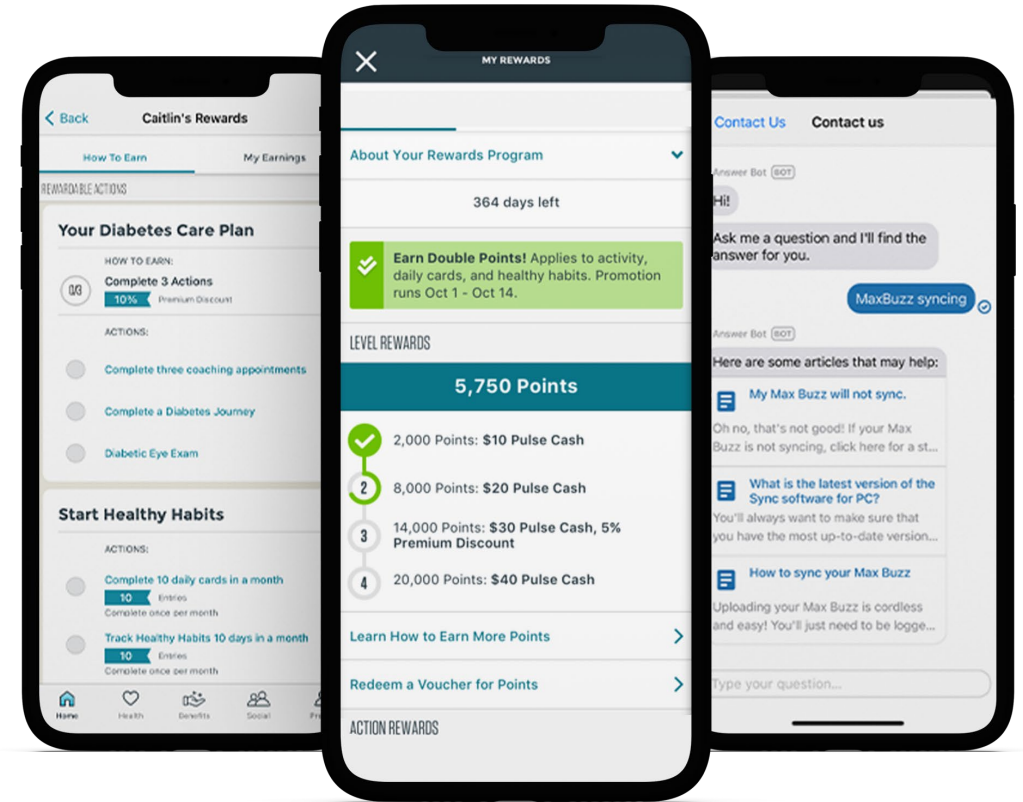 Back
Caitlin's Rewards
How To Earn
My Earnings
REWARDABLE ACTIONS
Your Diabetes Care Plan
HOW TO EARN:
0/3
Complete 3 Actions
10%
Premium Discount
ACTIONS:
Complete three coaching appointments
Complete a Diabetes Journey
Diabetic Eye Exam
Start Healthy Habits
ACTIONS:
Complete 10 daily cards in a month
10
Entries
Complete once per month
Track Healthy Habits 10 days in a month
10
Entries
Complete once per month
Home
Health
Benefits
Social
MY REWARDS
About Your Rewards Program
364 days left
Earn Double Points! Applies to activity,
daily cards, and healthy habits. Promotion
runs Oct 1 - Oct 14.
LEVEL REWARDS
5,750 Points
2,000 Points: $10 Pulse Cash
2
8,000 Points: $20 Pulse Cash
3
14,000 Points: $30 Pulse Cash, 5%
Premium Discount
4
20,000 Points: $40 Pulse Cash
Learn How to Earn More Points
Redeem a Voucher for Points
ACTION REWARDS
Contact Us
Contact us
Answer Bot BOT
Hi!
Ask me a question and I'll find the
answer for you.
MaxBuzz syncing
Answer Bot BOT
Here are some articles that may help:
My Max Buzz will not sync.
Oh no, that's not good! If your Max
Buzz is not syncing, click here for a st...
What is the latest version of the
Sync software for PC?
You'll always want to make sure that
you have the most up-to-date version...
How to sync your Max Buzz
Uploading your Max Buzz is cordless
and easy! You'll just need to be logge...
Type your question...